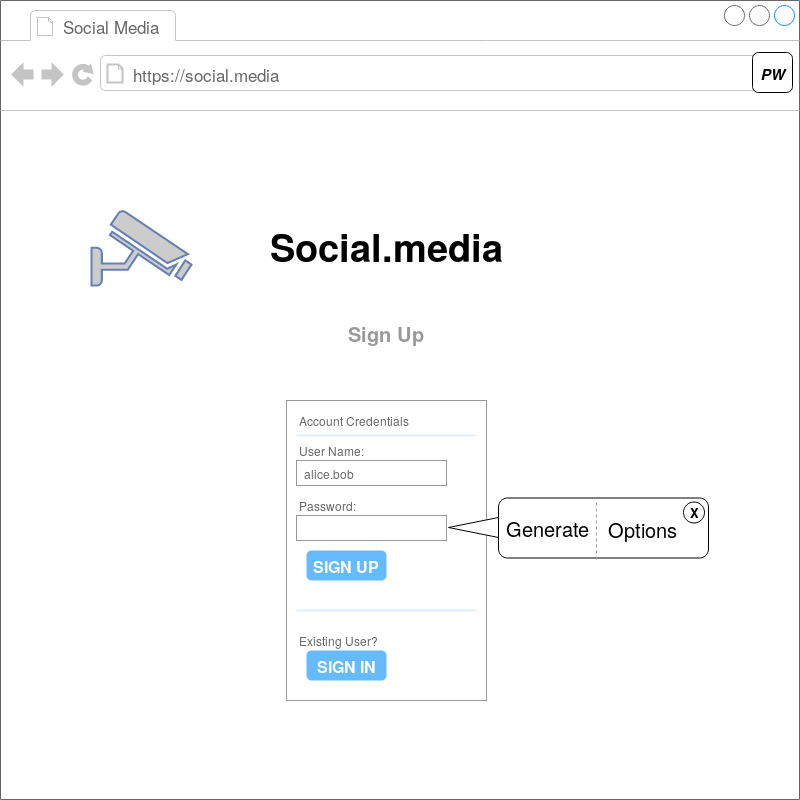 Social Media
https://social.media
PW
Social.media
Sign Up
Account Credentials
User Name:
alice.bob
Password:
Generate
Options
X
SIGN UP
Existing User?
SIGN IN